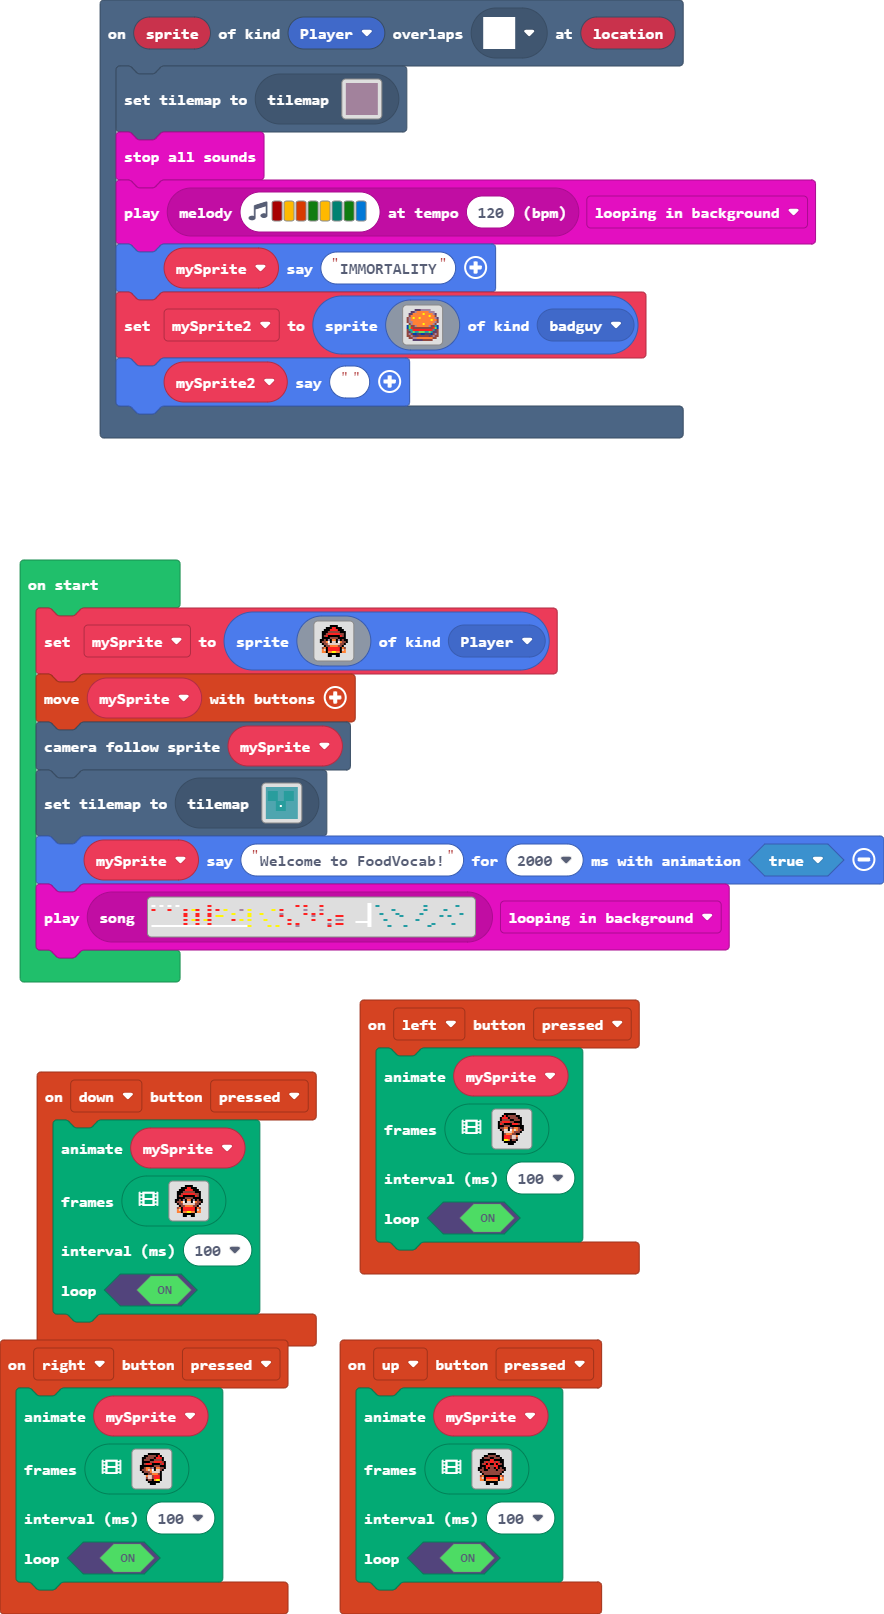 on sprite of kind Player overlaps at location
set tilemap to tilemap
stop all sounds
play melody at tempo 120 (bpm) looping in background
mySprite say "IMMORTALITY"
set mySprite2 to sprite of kind badguy
mySprite2 say " "
on start
set mySprite to sprite of kind Player
move mySprite with buttons
camera follow sprite mySprite
set tilemap to tilemap
mySprite say "Welcome to FoodVocab!" for 2000 ms with animation true
play song looping in background
on left button pressed
animate mySprite
frames
interval (ms) 100
loop ON
on down button pressed
animate mySprite
frames
interval (ms) 100
loop ON
on right button pressed
animate mySprite
frames
interval (ms) 100
loop ON
on up button pressed
animate mySprite
frames
interval (ms) 100
loop ON